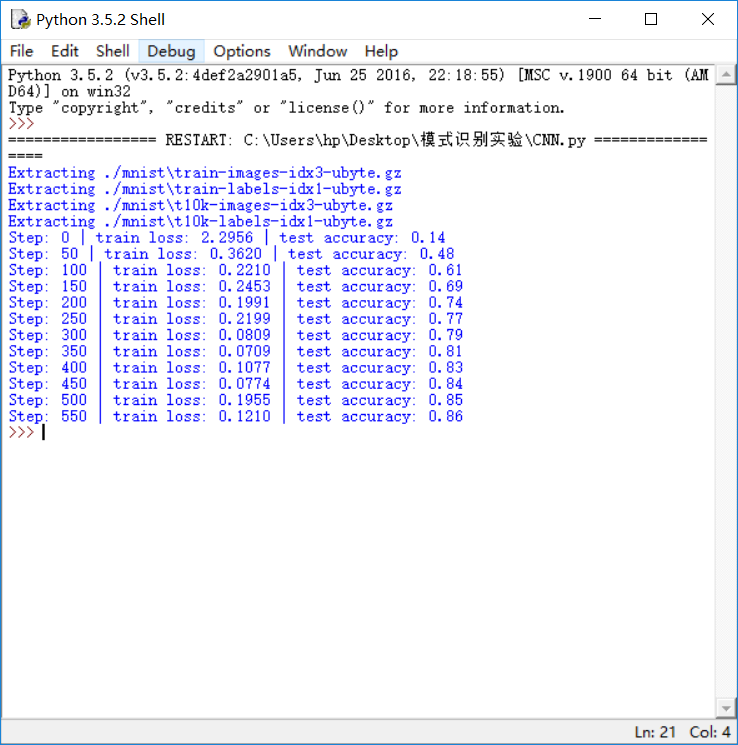 Python 3.5.2 Shell
File Edit Shell Debug Options Window Help
Python 3.5.2 (v3.5.2:4def2a2901a5, Jun 25 2016, 22:18:55) [MSC v.1900 64 bit (AM
D64)] on win32
Type "copyright", "credits" or "license()" for more information.
>>>
================= RESTART: C:\Users\hp\Desktop\模式识别实验\CNN.py =============
====
Extracting ./mnist\train-images-idx3-ubyte.gz
Extracting ./mnist\train-labels-idx1-ubyte.gz
Extracting ./mnist\t10k-images-idx3-ubyte.gz
Extracting ./mnist\t10k-labels-idx1-ubyte.gz
Step: 0 | train loss: 2.2956 | test accuracy: 0.14
Step: 50 | train loss: 0.3620 | test accuracy: 0.48
Step: 100 | train loss: 0.2210 | test accuracy: 0.61
Step: 150 | train loss: 0.2453 | test accuracy: 0.69
Step: 200 | train loss: 0.1991 | test accuracy: 0.74
Step: 250 | train loss: 0.2199 | test accuracy: 0.77
Step: 300 | train loss: 0.0809 | test accuracy: 0.79
Step: 350 | train loss: 0.0709 | test accuracy: 0.81
Step: 400 | train loss: 0.1077 | test accuracy: 0.83
Step: 450 | train loss: 0.0774 | test accuracy: 0.84
Step: 500 | train loss: 0.1955 | test accuracy: 0.85
Step: 550 | train loss: 0.1210 | test accuracy: 0.86
>>>
Ln: 21 Col: 4